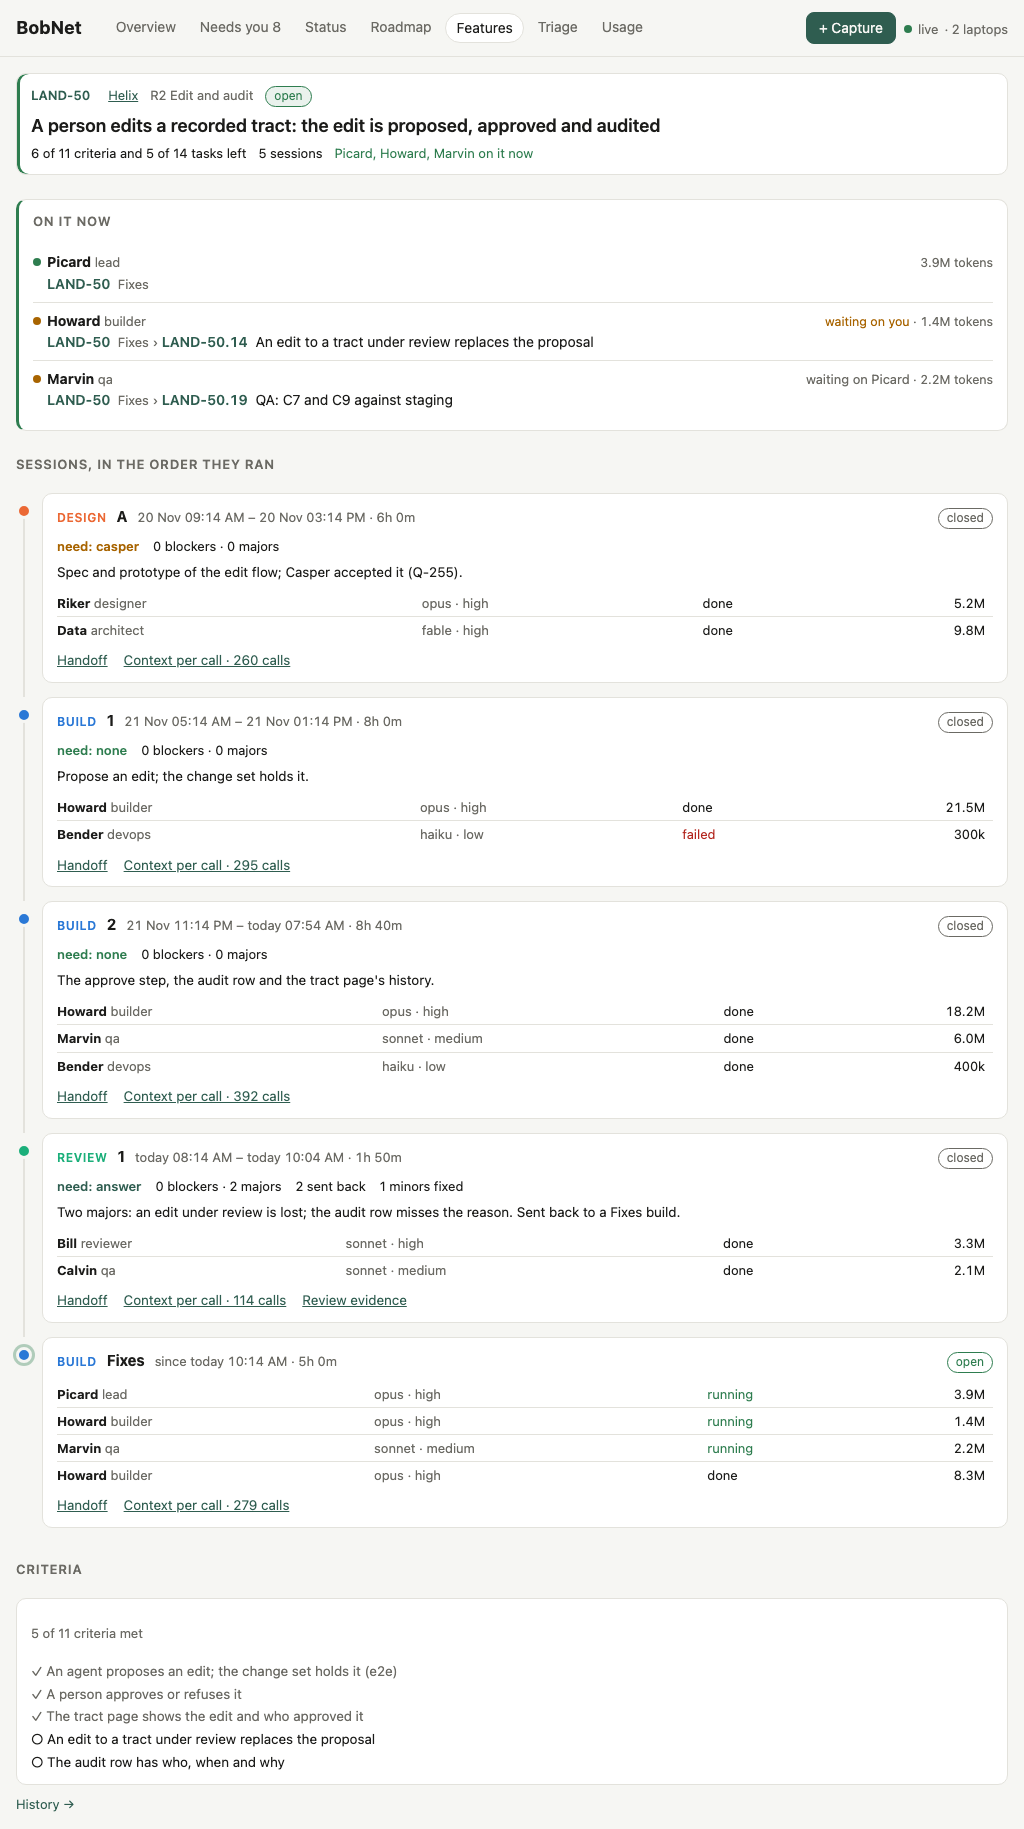 BobNet Overview Needs you 8 Status Roadmap Features Triage Usage + Capture live · 2 laptops
LAND-50 Helix R2 Edit and audit open
A person edits a recorded tract: the edit is proposed, approved and audited
6 of 11 criteria and 5 of 14 tasks left 5 sessions Picard, Howard, Marvin on it now
ON IT NOW
Picard lead 3.9M tokens
LAND-50 Fixes
Howard builder waiting on you · 1.4M tokens
LAND-50 Fixes › LAND-50.14 An edit to a tract under review replaces the proposal
Marvin qa waiting on Picard · 2.2M tokens
LAND-50 Fixes › LAND-50.19 QA: C7 and C9 against staging
SESSIONS, IN THE ORDER THEY RAN
DESIGN A 20 Nov 09:14 AM – 20 Nov 03:14 PM · 6h 0m closed
need: casper 0 blockers · 0 majors
Spec and prototype of the edit flow; Casper accepted it (Q-255).
Riker designer opus · high done 5.2M
Data architect fable · high done 9.8M
Handoff Context per call · 260 calls
BUILD 1 21 Nov 05:14 AM – 21 Nov 01:14 PM · 8h 0m closed
need: none 0 blockers · 0 majors
Propose an edit; the change set holds it.
Howard builder opus · high done 21.5M
Bender devops haiku · low failed 300k
Handoff Context per call · 295 calls
BUILD 2 21 Nov 11:14 PM – today 07:54 AM · 8h 40m closed
need: none 0 blockers · 0 majors
The approve step, the audit row and the tract page's history.
Howard builder opus · high done 18.2M
Marvin qa sonnet · medium done 6.0M
Bender devops haiku · low done 400k
Handoff Context per call · 392 calls
REVIEW 1 today 08:14 AM – today 10:04 AM · 1h 50m closed
need: answer 0 blockers · 2 majors 2 sent back 1 minors fixed
Two majors: an edit under review is lost; the audit row misses the reason. Sent back to a Fixes build.
Bill reviewer sonnet · high done 3.3M
Calvin qa sonnet · medium done 2.1M
Handoff Context per call · 114 calls Review evidence
BUILD Fixes since today 10:14 AM · 5h 0m open
Picard lead opus · high running 3.9M
Howard builder opus · high running 1.4M
Marvin qa sonnet · medium running 2.2M
Howard builder opus · high done 8.3M
Handoff Context per call · 279 calls
CRITERIA
5 of 11 criteria met
✓ An agent proposes an edit; the change set holds it (e2e)
✓ A person approves or refuses it
✓ The tract page shows the edit and who approved it
○ An edit to a tract under review replaces the proposal
○ The audit row has who, when and why
History →